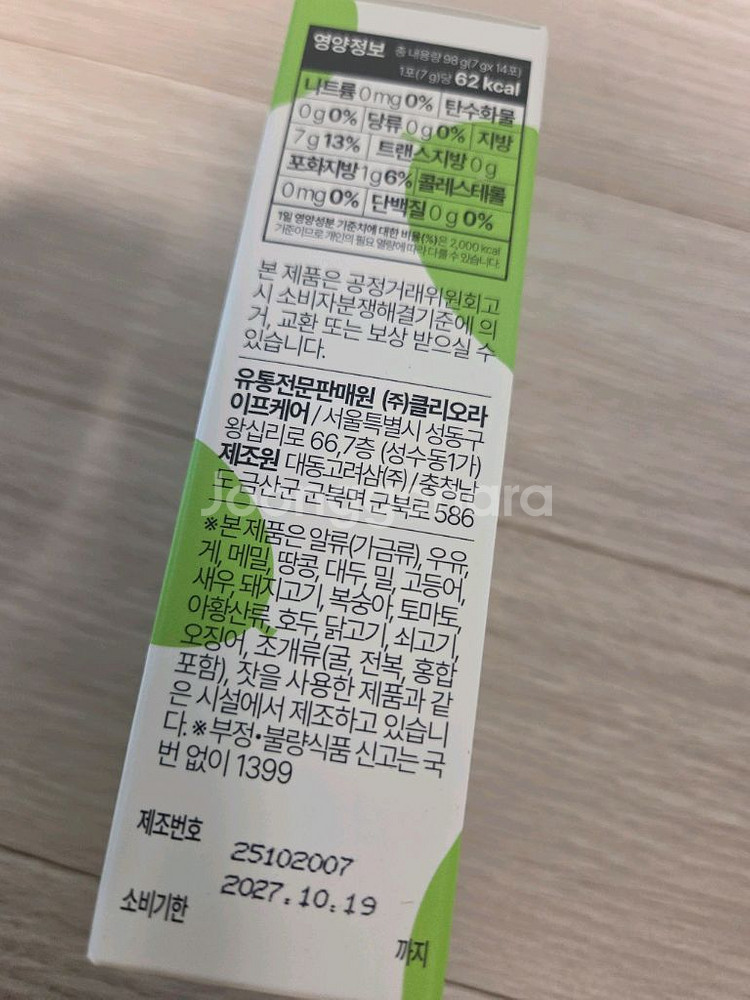 영양정보 총 내용량 98 g(7 g x 14포)
1포(7 g)당 62 kcal
나트륨 0 mg 0% 탄수화물
0 g 0% 당류 0 g 0% 지방
7 g 13% 트랜스지방 0 g
포화지방 1 g 6% 콜레스테롤
0 mg 0% 단백질 0 g 0%
1일 영양성분 기준치에 대한 비율(%)은 2,000 kcal
기준이므로 개인의 필요 열량에 따라 다를 수 있습니다.
본 제품은 공정거래위원회고
시 소비자분쟁해결기준에 의
거, 교환 또는 보상 받으실 수
있습니다.
유통전문판매원 (주)클리오라
이프케어 / 서울특별시 성동구
왕십리로 66,7층 (성수동1가)
제조원 대동고려삼(주)/충청남
도 금산군 군북면 군북로 586
Joonggonara
※본 제품은 알류(가금류), 우유,
게, 메밀, 땅콩, 대두, 밀, 고등어,
새우, 돼지고기, 복숭아, 토마토,
아황산류, 호두, 닭고기, 쇠고기,
오징어, 조개류(굴, 전복, 홍합
포함), 잣을 사용한 제품과 같
은 시설에서 제조하고 있습니
다. ※부정•불량식품 신고는 국
번 없이 1399
제조번호 25102007
소비기한 2027.10.19
까지